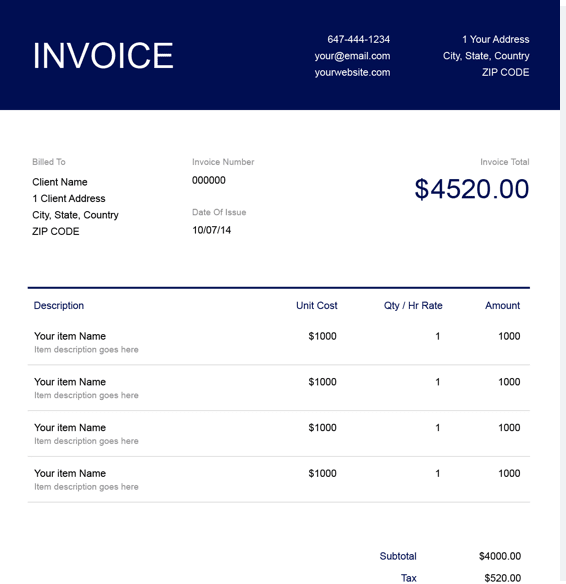 INVOICE
647-444-1234
your@email.com
yourwebsite.com
1 Your Address
City, State, Country
ZIP CODE
Billed To
Client Name
1 Client Address
City, State, Country
ZIP CODE
Invoice Number
000000
Date Of Issue
10/07/14
Invoice Total
$4520.00
Description Unit Cost Qty / Hr Rate Amount
Your item Name $1000 1 1000
Item description goes here
Your item Name $1000 1 1000
Item description goes here
Your item Name $1000 1 1000
Item description goes here
Your item Name $1000 1 1000
Item description goes here
Subtotal $4000.00
Tax $520.00